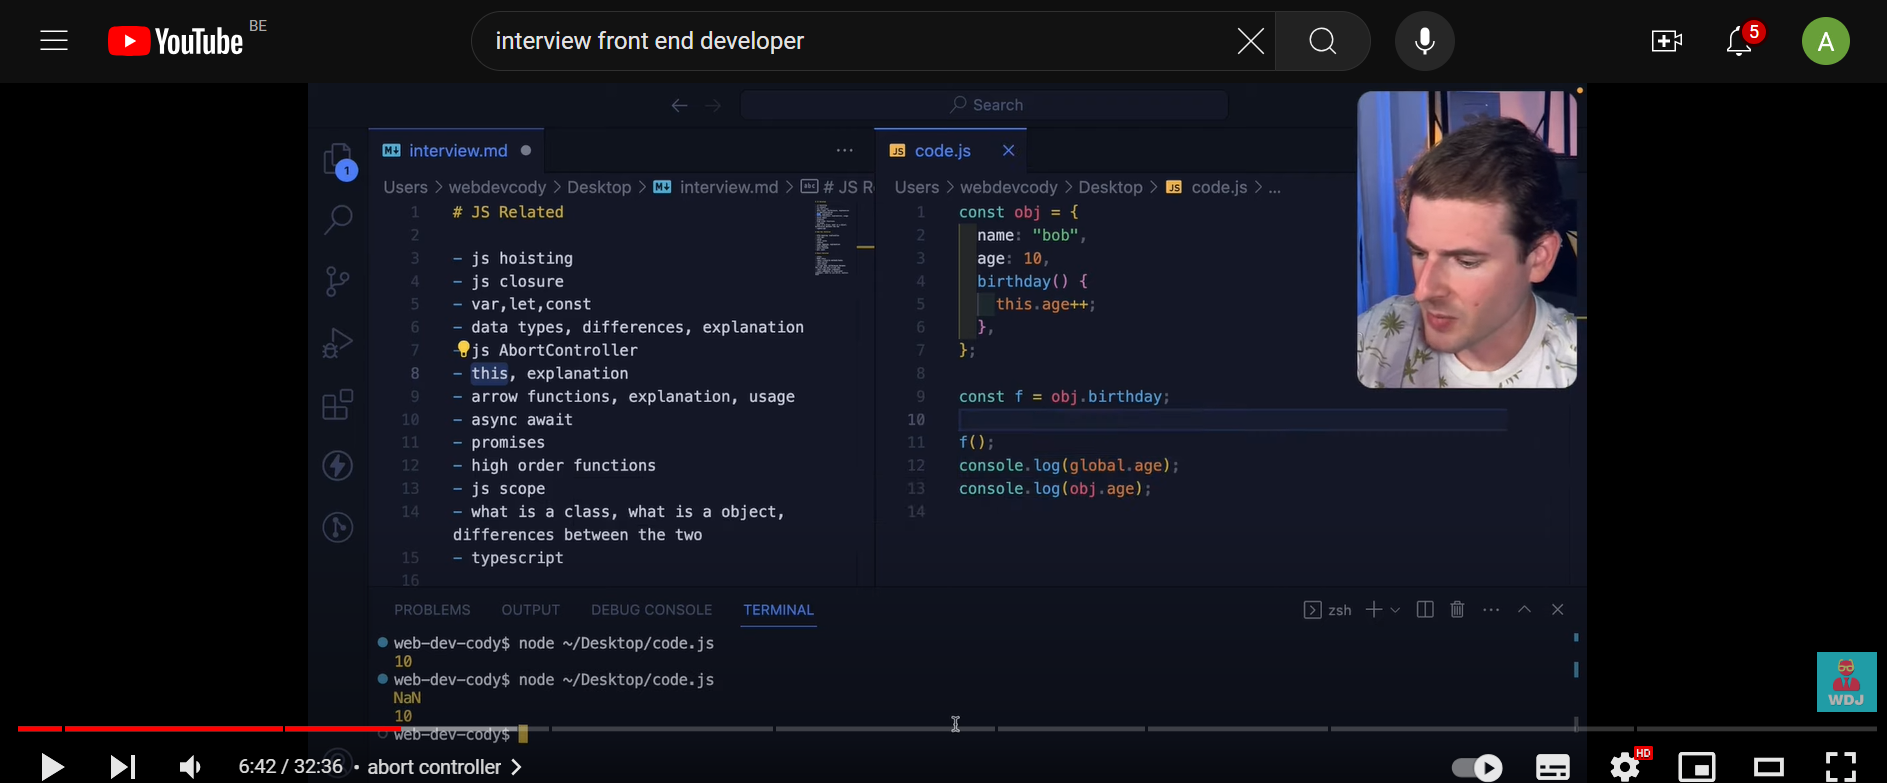 YouTube BE
interview front end developer
5
A
Search
interview.md
code.js
1
Users > webdevcody > Desktop > interview.md > # JS R
Users > webdevcody > Desktop > code.js > ...
1 # JS Related
2
3 - js hoisting
4 - js closure
5 - var,let,const
6 - data types, differences, explanation
7 - js AbortController
8 - this, explanation
9 - arrow functions, explanation, usage
10 - async await
11 - promises
12 - high order functions
13 - js scope
14 - what is a class, what is a object,
differences between the two
15 - typescript
16
1 const obj = {
2 name: "bob",
3 age: 10,
4 birthday() {
5 this.age++;
6 },
7 };
8
9 const f = obj.birthday;
10
11 f();
12 console.log(global.age);
13 console.log(obj.age);
14
PROBLEMS OUTPUT DEBUG CONSOLE TERMINAL
zsh
web-dev-cody$ node ~/Desktop/code.js
10
web-dev-cody$ node ~/Desktop/code.js
NaN
10
web-dev-cody$
WDJ
6:42 / 32:36 • abort controller >
HD